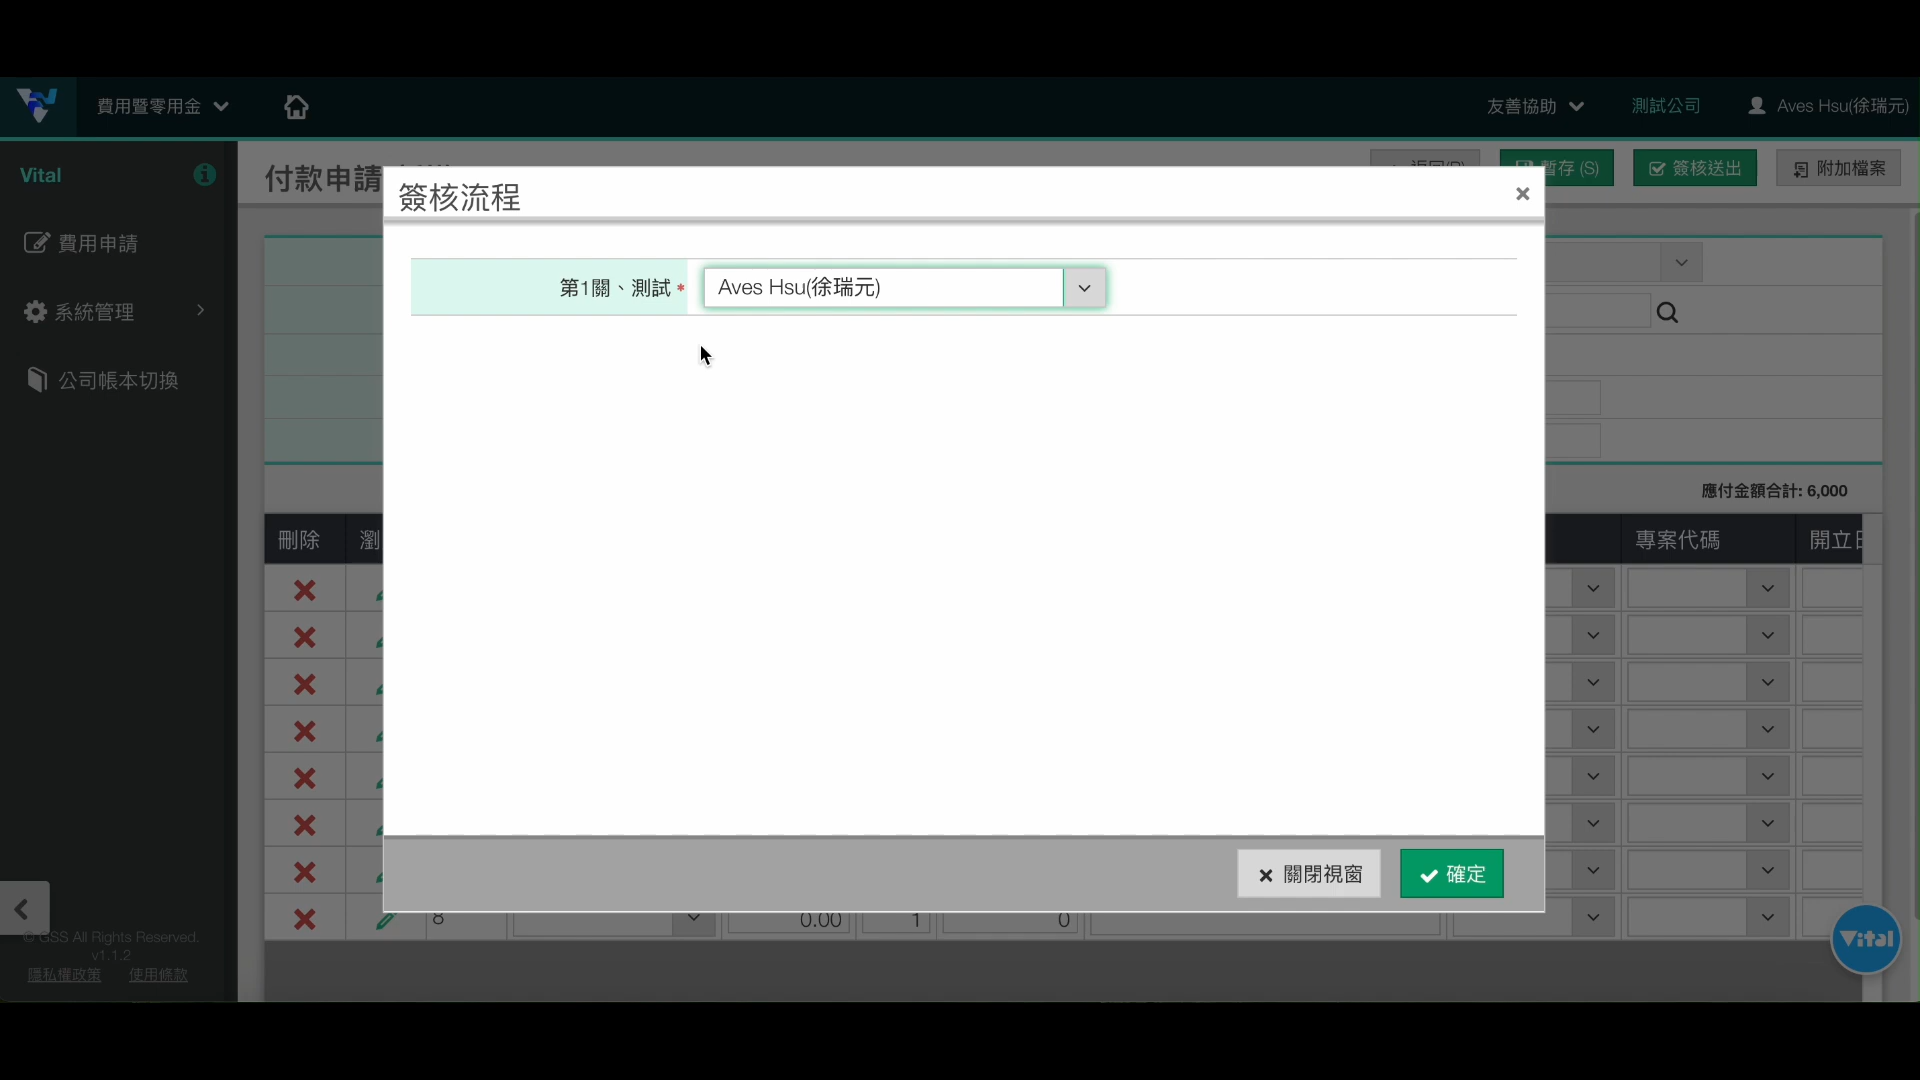 費用暨零用金
友善協助
測試公司
Aves Hsu(徐瑞元)
Vital
付款申請
暫存 (S)
簽核送出
附加檔案
簽核流程
費用申請
系統管理
公司帳本切換
第1關、測試*
Aves Hsu(徐瑞元)
應付金額合計: 6,000
刪除
瀏
專案代碼
開立
關閉視窗
確定
8
0.00
1
0
© GSS All Rights Reserved.
v1.1.2
隱私權政策
使用條款
Vital